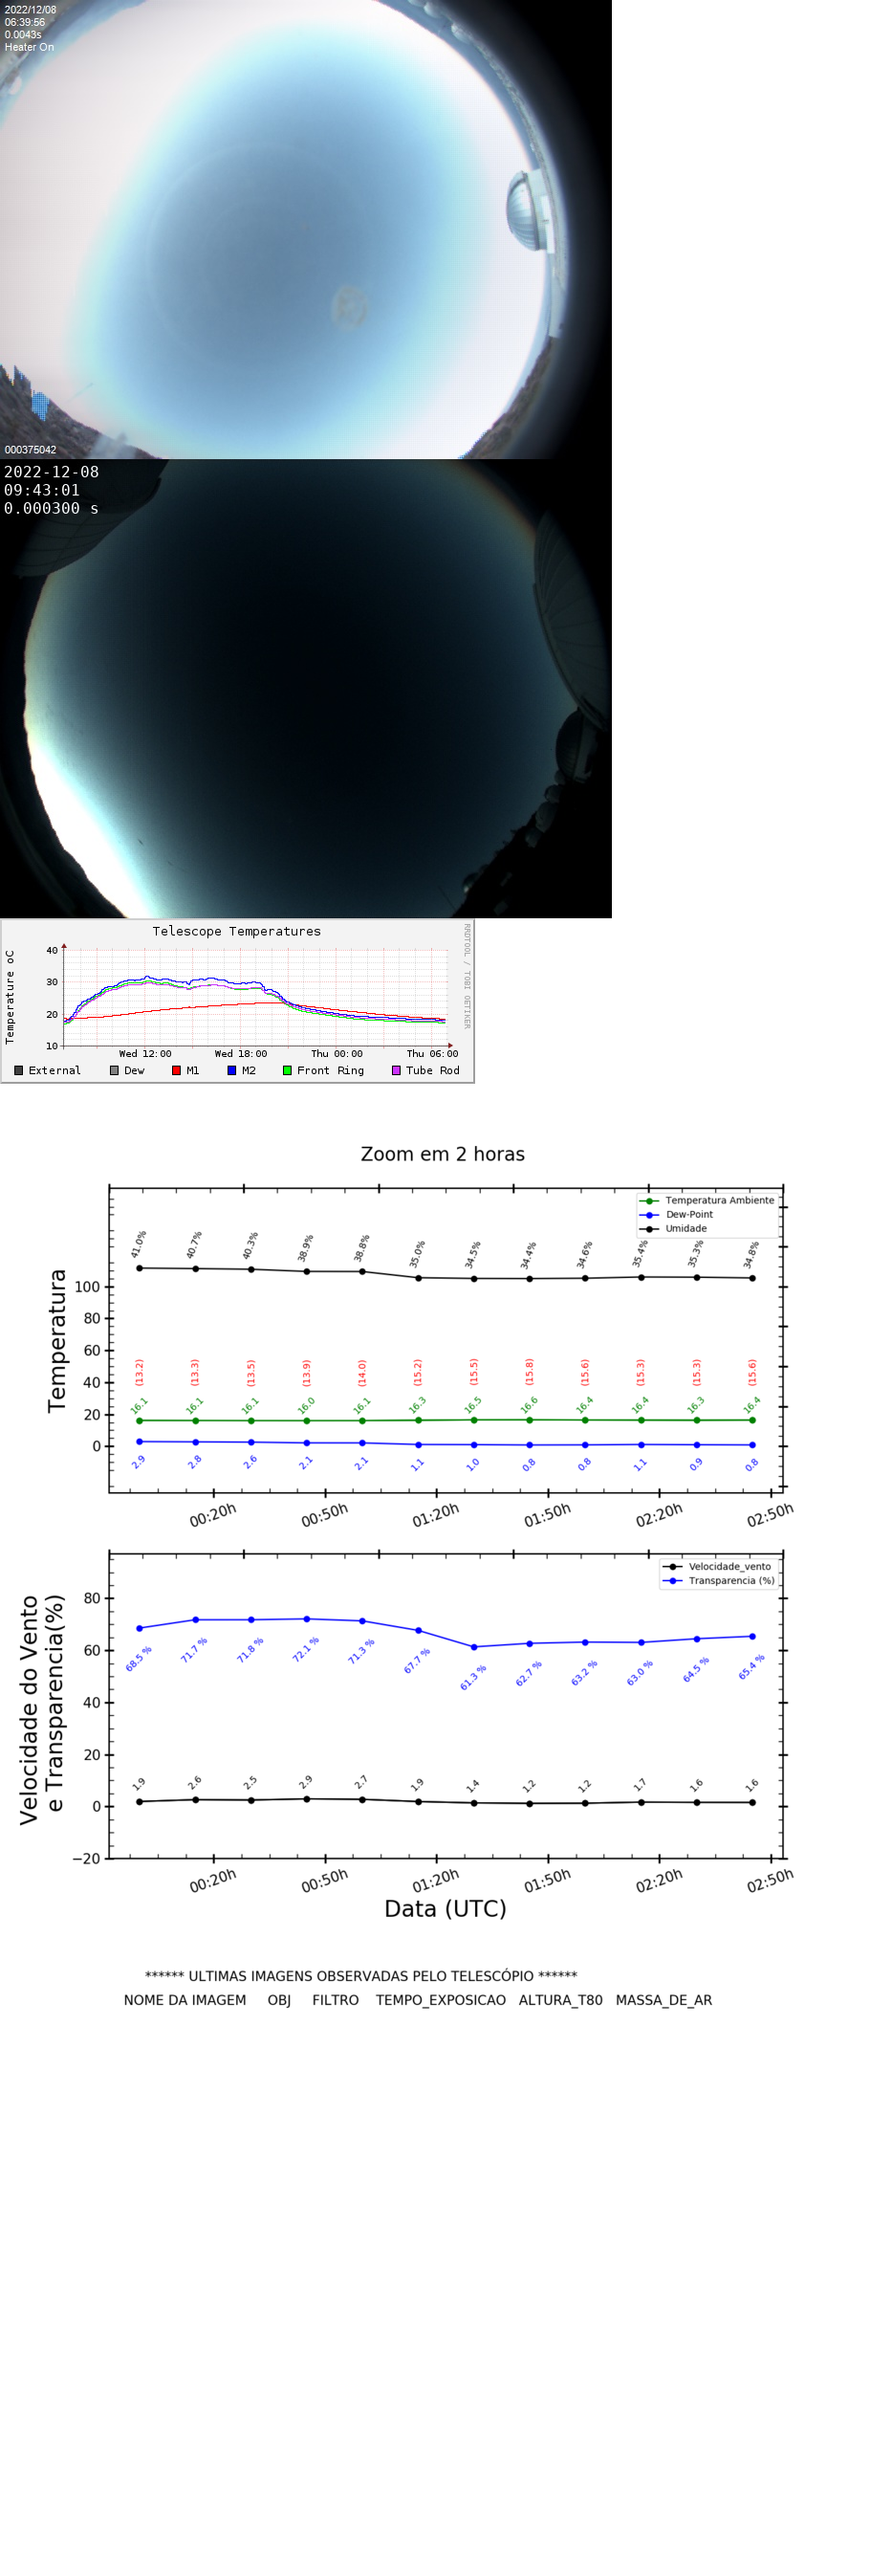 2022/12/08
06:39:56
0.0043s
Heater On
000375042
2022-12-08
09:43:01
0.000300 s
Telescope Temperatures
RRDTOOL / TOBI OETIKER
Temperature oC
40
30
20
10
Wed 12:00 Wed 18:00 Thu 00:00 Thu 06:00
External Dew M1 M2 Front Ring Tube Rod
Zoom em 2 horas
Temperatura Ambiente
Dew-Point
Umidade
41.0% 40.7% 40.3% 38.9% 38.8% 35.0% 34.5% 34.4% 34.6% 35.4% 35.3% 34.8%
Temperatura
100
80
60
40
20
0
(13.2) (13.3) (13.5) (13.9) (14.0) (15.2) (15.5) (15.8) (15.6) (15.3) (15.3) (15.6)
16.1 16.1 16.1 16.0 16.1 16.3 16.5 16.6 16.4 16.4 16.3 16.4
2.9 2.8 2.6 2.1 2.1 1.1 1.0 0.8 0.8 1.1 0.9 0.8
00:20h 00:50h 01:20h 01:50h 02:20h 02:50h
Velocidade_vento
Transparencia (%)
Velocidade do Vento
e Transparencia(%)
80
60
40
20
0
−20
68.5 % 71.7 % 71.8 % 72.1 % 71.3 % 67.7 % 61.3 % 62.7 % 63.2 % 63.0 % 64.5 % 65.4 %
1.9 2.6 2.5 2.9 2.7 1.9 1.4 1.2 1.2 1.7 1.6 1.6
00:20h 00:50h 01:20h 01:50h 02:20h 02:50h
Data (UTC)
****** ULTIMAS IMAGENS OBSERVADAS PELO TELESCÓPIO ******
NOME DA IMAGEM OBJ FILTRO TEMPO_EXPOSICAO ALTURA_T80 MASSA_DE_AR